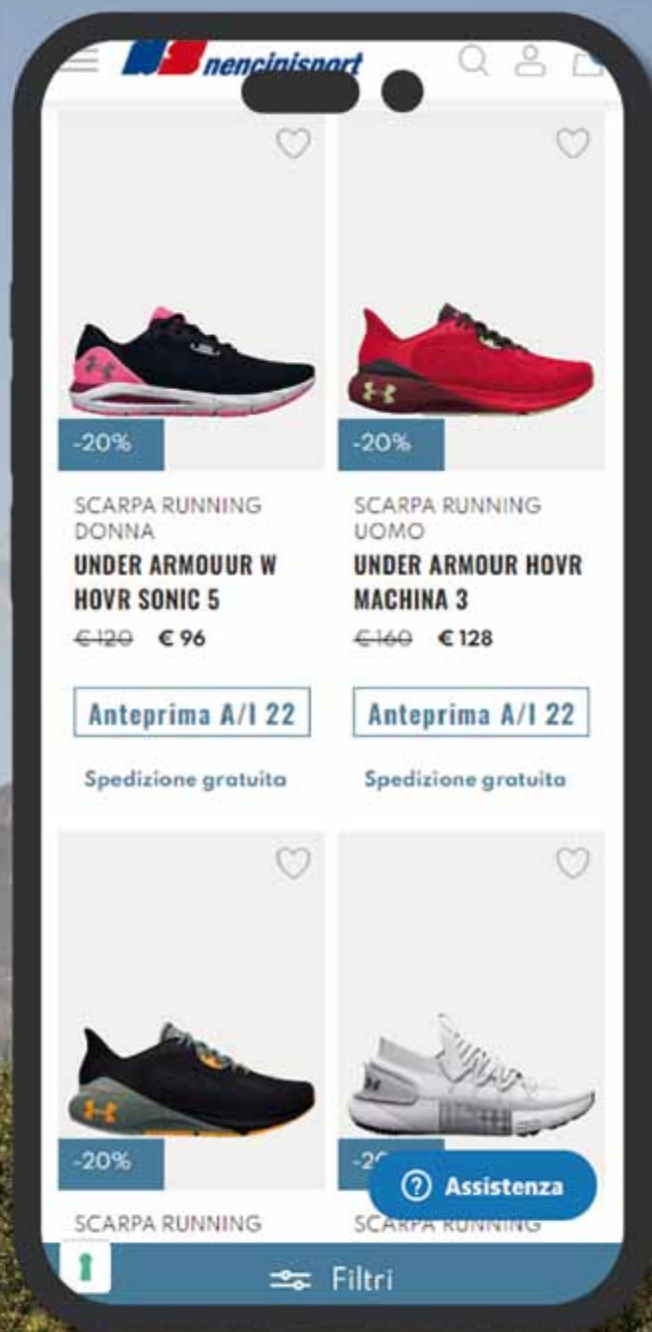 nencinisport
-20%
-20%
SCARPA RUNNING
DONNA
UNDER ARMOUUR W
HOVR SONIC 5
€ 120 € 96
SCARPA RUNNING
UOMO
UNDER ARMOUR HOVR
MACHINA 3
€ 160 € 128
Anteprima A/I 22
Anteprima A/I 22
Spedizione gratuita
Spedizione gratuita
-20%
-2
Assistenza
SCARPA RUNNING
SCARPA RUNNING
Filtri